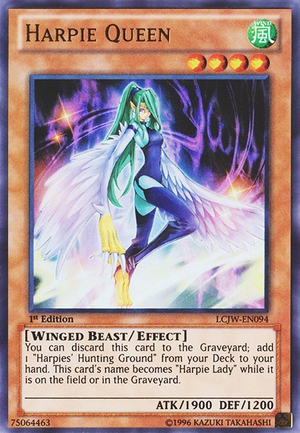 HARPIE QUEEN
WIND
風
1st Edition
LCJW-EN094
[WINGED BEAST/EFFECT]
You can discard this card to the Graveyard; add
1 "Harpies' Hunting Ground" from your Deck to your
hand. This card's name becomes "Harpie Lady" while it
is on the field or in the Graveyard.
ATK/1900 DEF/1200
75064463
©1996 KAZUKI TAKAHASHI